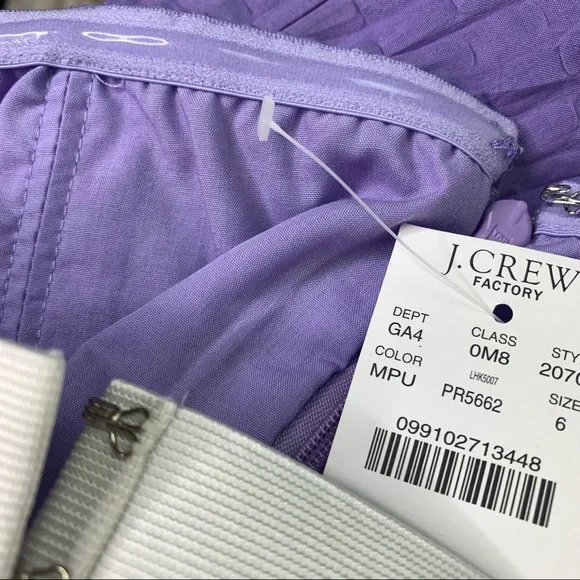 J.CREW
FACTORY
DEPT CLASS
GA4 0M8
COLOR LHK5007 SIZE
MPU PR5662 6
099102713448